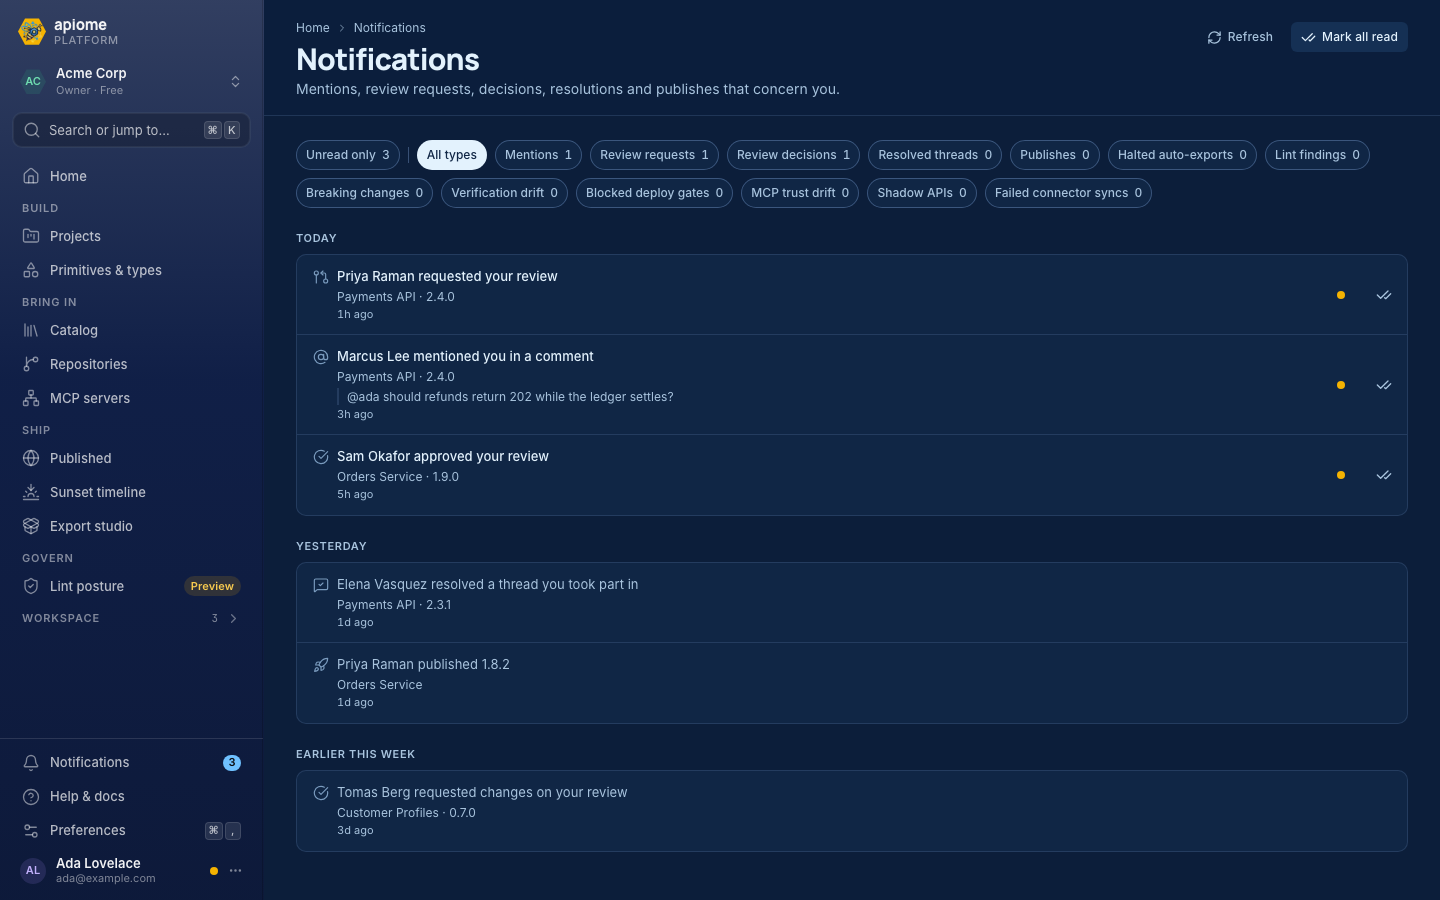 apiome
PLATFORM
AC
Acme Corp
Owner · Free
Search or jump to... ⌘ K
Home
BUILD
Projects
Primitives & types
BRING IN
Catalog
Repositories
MCP servers
SHIP
Published
Sunset timeline
Export studio
GOVERN
Lint posture Preview
WORKSPACE 3
Notifications 3
Help & docs
Preferences ⌘ ,
AL
Ada Lovelace
ada@example.com
Home Notifications
Notifications
Mentions, review requests, decisions, resolutions and publishes that concern you.
Refresh Mark all read
Unread only 3 All types Mentions 1 Review requests 1 Review decisions 1 Resolved threads 0 Publishes 0 Halted auto-exports 0 Lint findings 0
Breaking changes 0 Verification drift 0 Blocked deploy gates 0 MCP trust drift 0 Shadow APIs 0 Failed connector syncs 0
TODAY
Priya Raman requested your review
Payments API · 2.4.0
1h ago
Marcus Lee mentioned you in a comment
Payments API · 2.4.0
@ada should refunds return 202 while the ledger settles?
3h ago
Sam Okafor approved your review
Orders Service · 1.9.0
5h ago
YESTERDAY
Elena Vasquez resolved a thread you took part in
Payments API · 2.3.1
1d ago
Priya Raman published 1.8.2
Orders Service
1d ago
EARLIER THIS WEEK
Tomas Berg requested changes on your review
Customer Profiles · 0.7.0
3d ago